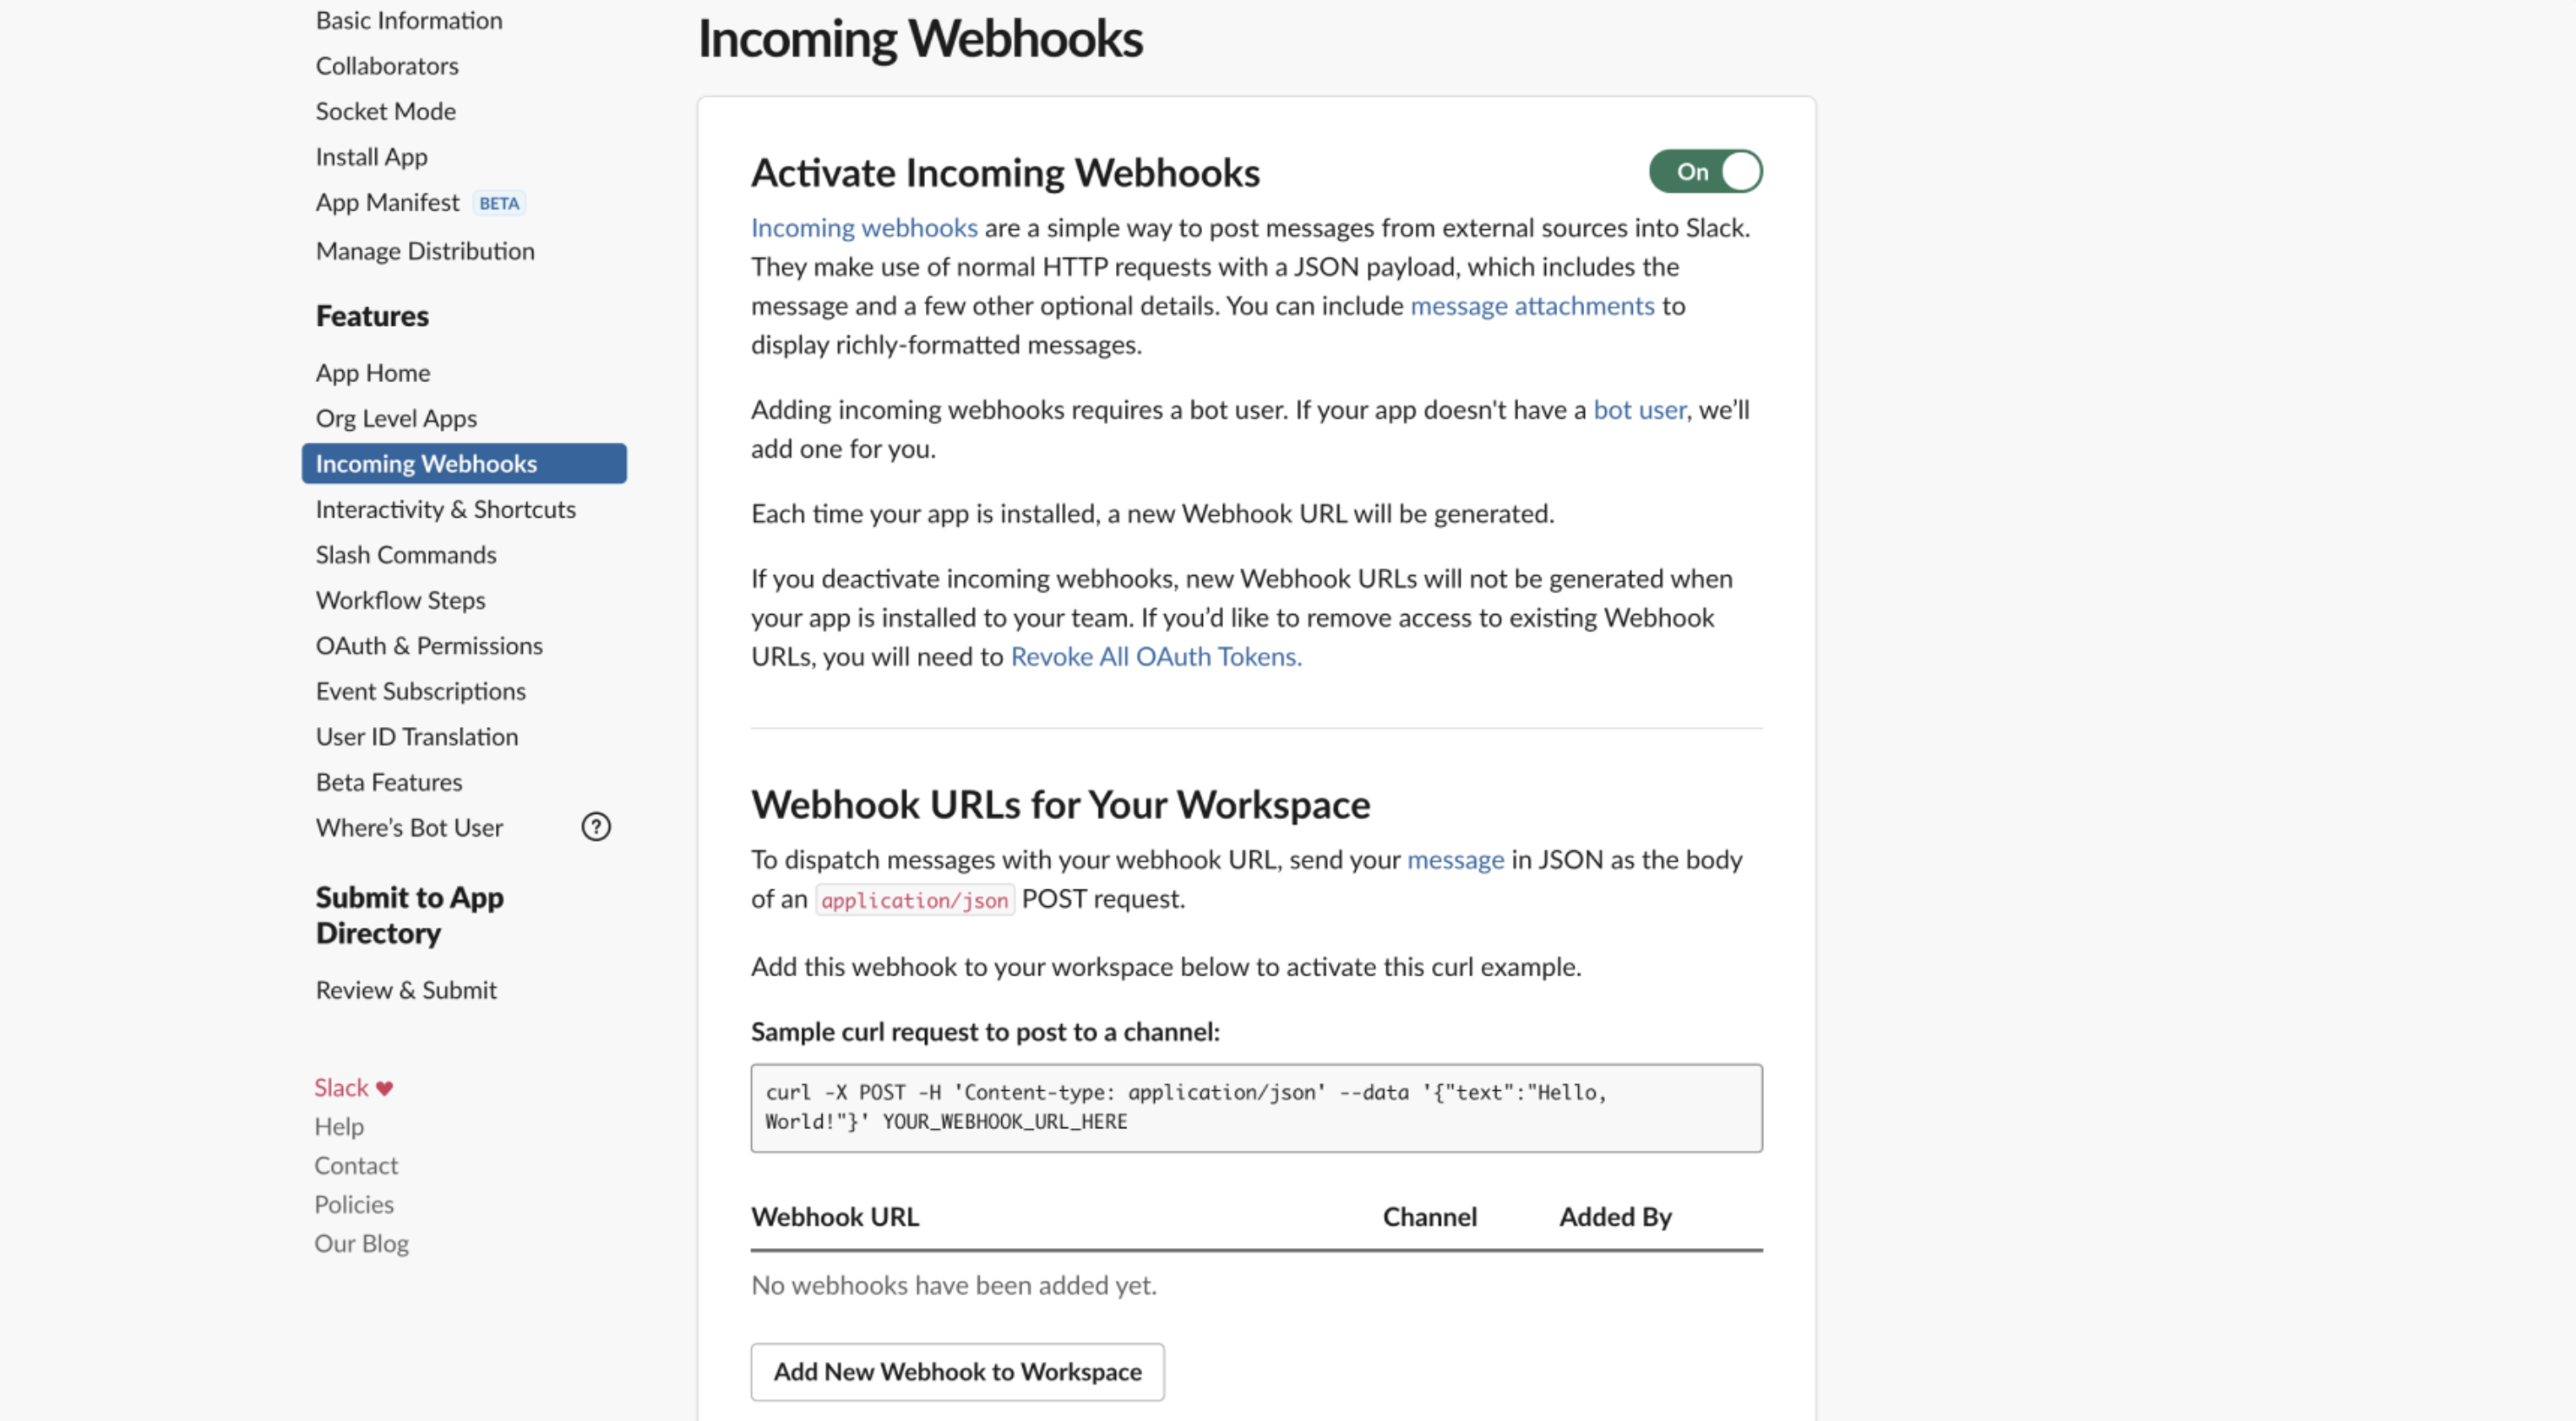 Basic Information
Collaborators
Socket Mode
Install App
App Manifest BETA
Manage Distribution
Features
App Home
Org Level Apps
Incoming Webhooks
Interactivity & Shortcuts
Slash Commands
Workflow Steps
OAuth & Permissions
Event Subscriptions
User ID Translation
Beta Features
Where’s Bot User ?
Submit to App
Directory
Review & Submit
Slack ♥
Help
Contact
Policies
Our Blog
Incoming Webhooks
Activate Incoming Webhooks
On
Incoming webhooks are a simple way to post messages from external sources into Slack.
They make use of normal HTTP requests with a JSON payload, which includes the
message and a few other optional details. You can include message attachments to
display richly-formatted messages.
Adding incoming webhooks requires a bot user. If your app doesn't have a bot user, we’ll
add one for you.
Each time your app is installed, a new Webhook URL will be generated.
If you deactivate incoming webhooks, new Webhook URLs will not be generated when
your app is installed to your team. If you’d like to remove access to existing Webhook
URLs, you will need to Revoke All OAuth Tokens.
Webhook URLs for Your Workspace
To dispatch messages with your webhook URL, send your message in JSON as the body
of an application/json POST request.
Add this webhook to your workspace below to activate this curl example.
Sample curl request to post to a channel:
curl -X POST -H 'Content-type: application/json' --data '{"text":"Hello,
World!"}' YOUR_WEBHOOK_URL_HERE
Webhook URL Channel Added By
No webhooks have been added yet.
Add New Webhook to Workspace